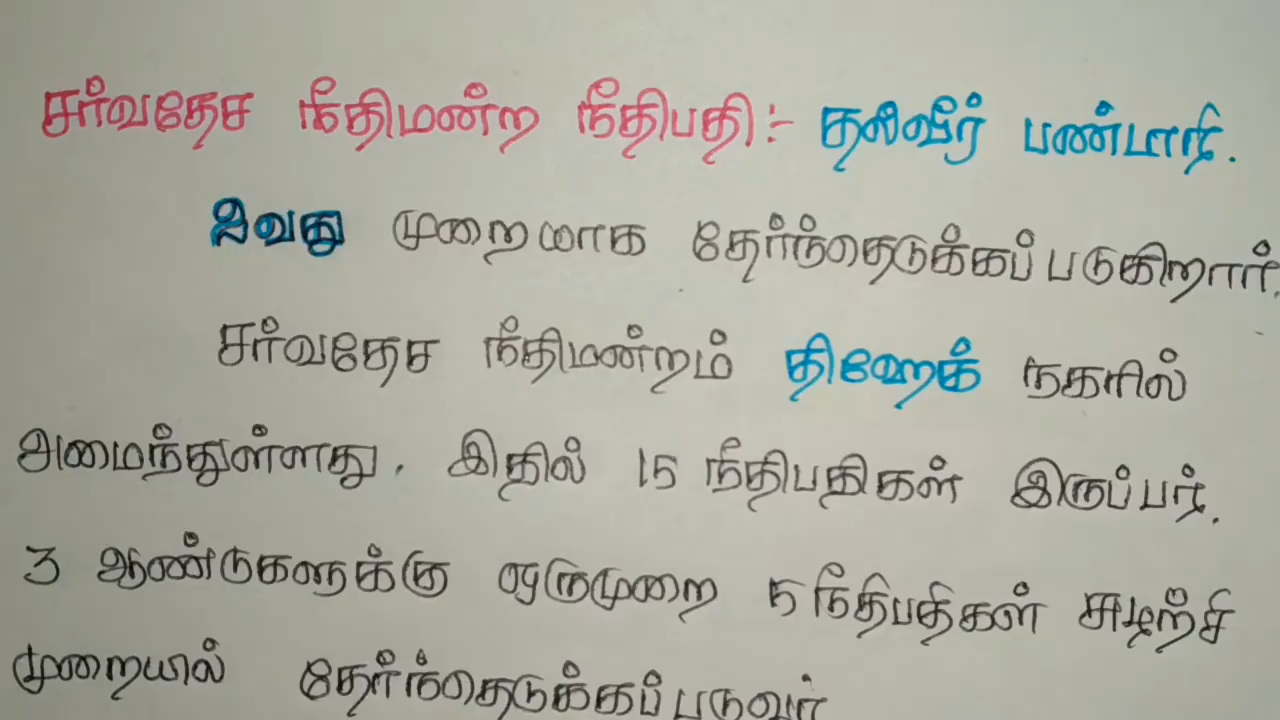 சர்வதேச நீதிமன்ற நீதிபதி :- தல்வீர் பண்டாரி.
2வது முறையாக தேர்ந்தெடுக்கப்படுகிறார்.
சர்வதேச நீதிமன்றம் திஹேக் நகரில்
அமைந்துள்ளது. இதில் 15 நீதிபதிகள் இருப்பர்.
3 ஆண்டுகளுக்கு ஒருமுறை 5 நீதிபதிகள் சுழற்சி
முறையில் தேர்ந்தெடுக்கப்படுவர்